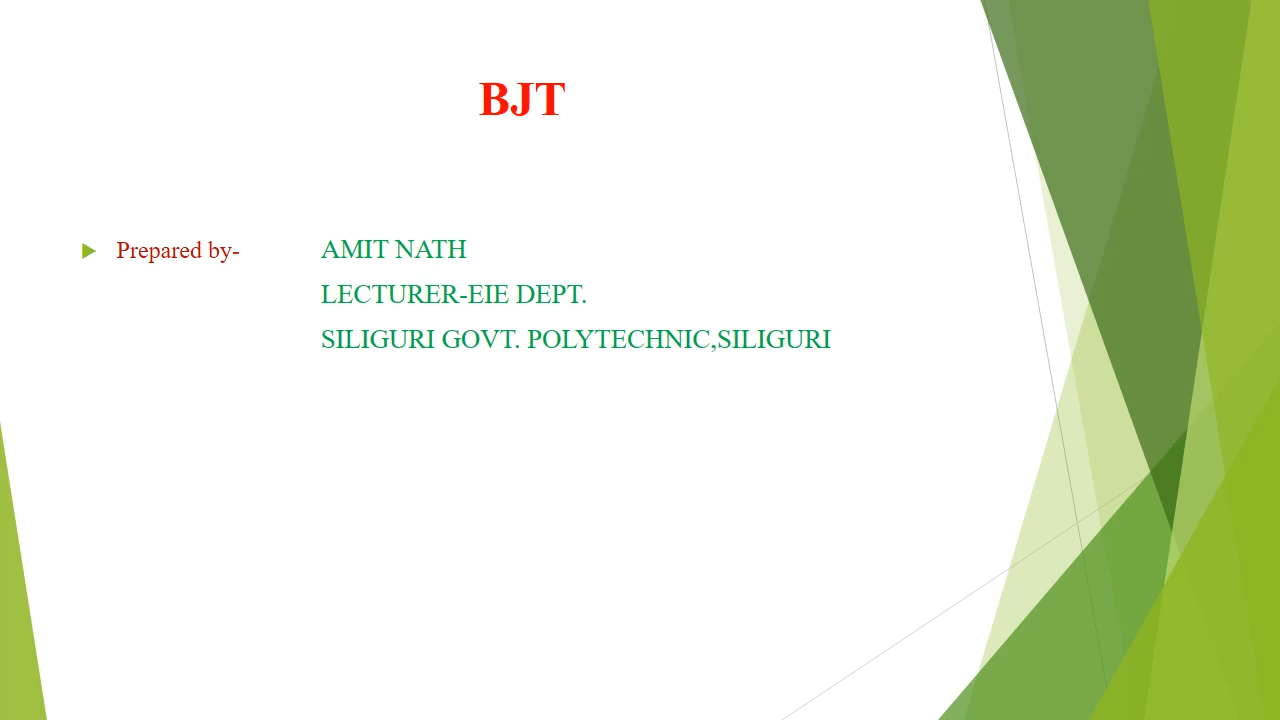 BJT
Prepared by- AMIT NATH
LECTURER-EIE DEPT.
SILIGURI GOVT. POLYTECHNIC,SILIGURI